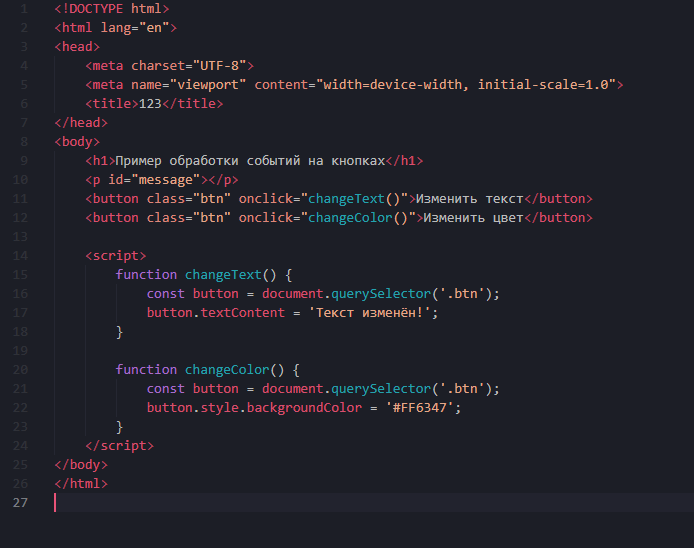 1 <!DOCTYPE html>
2 <html lang="en">
3 <head>
4     <meta charset="UTF-8">
5     <meta name="viewport" content="width=device-width, initial-scale=1.0">
6     <title>123</title>
7 </head>
8 <body>
9     <h1>Пример обработки событий на кнопках</h1>
10     <p id="message"></p>
11     <button class="btn" onclick="changeText()">Изменить текст</button>
12     <button class="btn" onclick="changeColor()">Изменить цвет</button>
13
14     <script>
15         function changeText() {
16             const button = document.querySelector('.btn');
17             button.textContent = 'Текст изменён!';
18         }
19
20         function changeColor() {
21             const button = document.querySelector('.btn');
22             button.style.backgroundColor = '#FF6347';
23         }
24     </script>
25 </body>
26 </html>
27